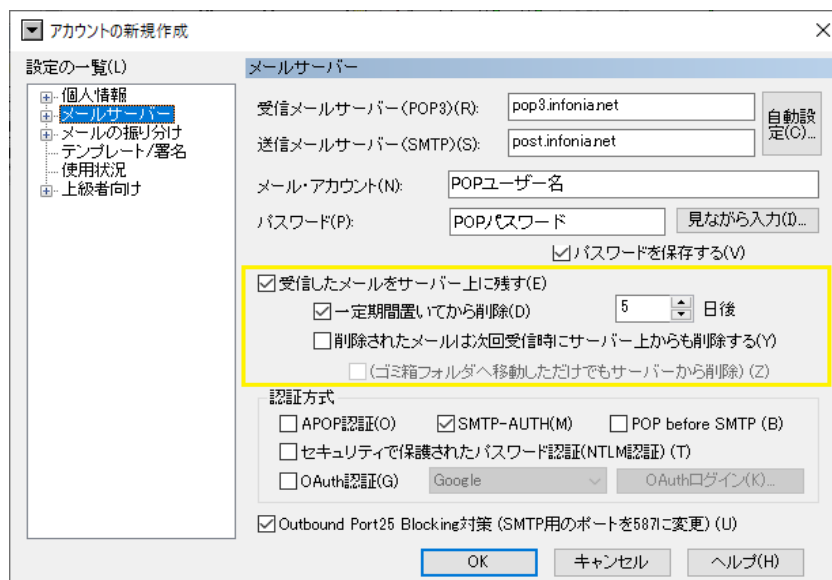 アカウントの新規作成
設定の一覧(L)
個人情報
メールサーバー
メールの振り分け
テンプレート/署名
使用状況
上級者向け
メールサーバー
受信メールサーバー(POP3)(R): pop3.infonia.net
送信メールサーバー(SMTP)(S): post.infonia.net
自動設定(C)...
メール・アカウント(N): POPユーザー名
パスワード(P): POPパスワード 見ながら入力(I)...
パスワードを保存する(V)
受信したメールをサーバー上に残す(E)
一定期間置いてから削除(D) 5 日後
削除されたメールは次回受信時にサーバー上からも削除する(Y)
(ゴミ箱フォルダへ移動しただけでもサーバーから削除)(Z)
認証方式
APOP認証(O) SMTP-AUTH(M) POP before SMTP (B)
セキュリティで保護されたパスワード認証(NTLM認証) (T)
OAuth認証(G) Google OAuthログイン(K)...
Outbound Port25 Blocking対策 (SMTP用のポートを587に変更) (U)
OK キャンセル ヘルプ(H)